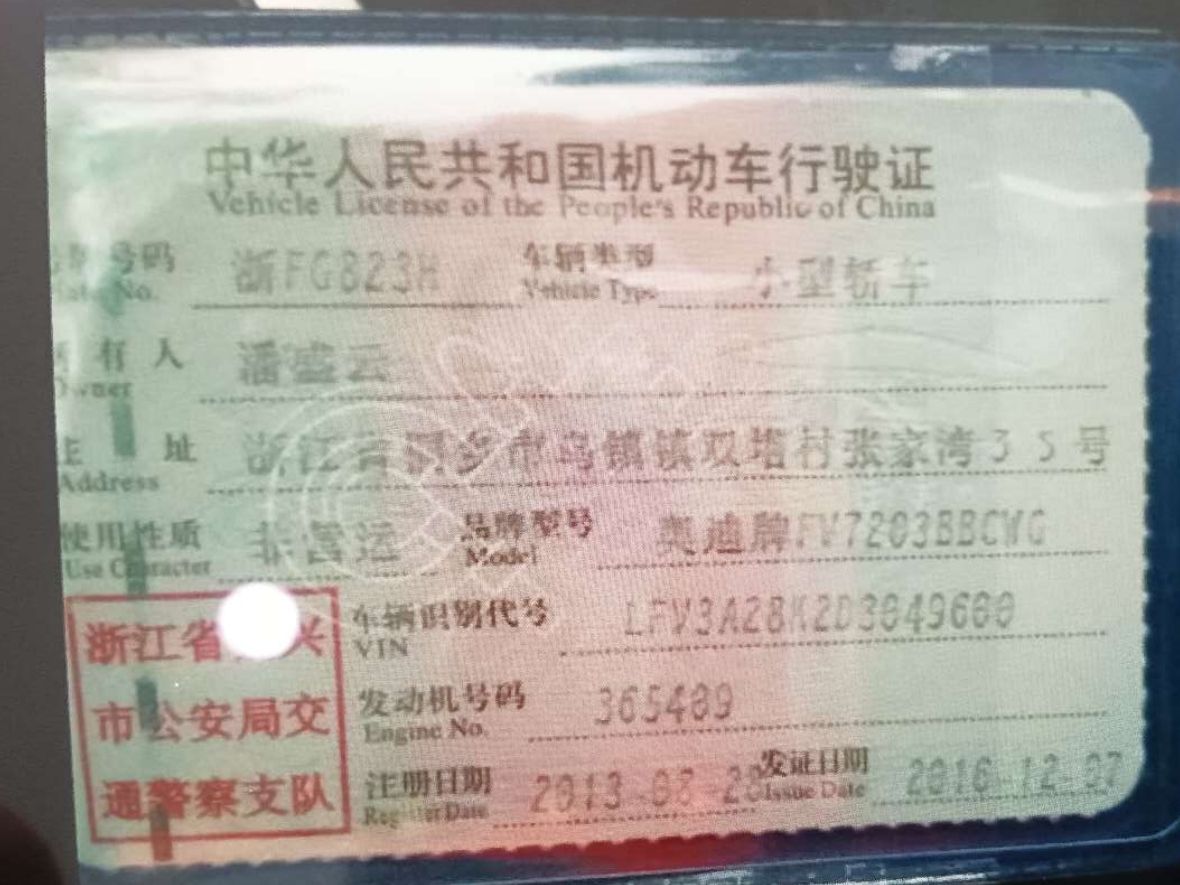 中华人民共和国机动车行驶证
Vehicle License of the People's Republic of China
号码 浙FG823H 车辆类型 小型轿车
No. Vehicle Type
有人 潘盛云
Owner
住址 浙江省桐乡市乌镇镇双塔村张家湾35号
Address
使用性质 非营运 品牌型号 奥迪牌FV7203BBCWG
Use Character Model
浙江省 兴 车辆识别代号 LFV3A28K2D3049600
VIN
市公安局交 发动机号码 365409
Engine No.
通警察支队 注册日期 2013 发证日期 2016-12-07
Register Date Issue Date